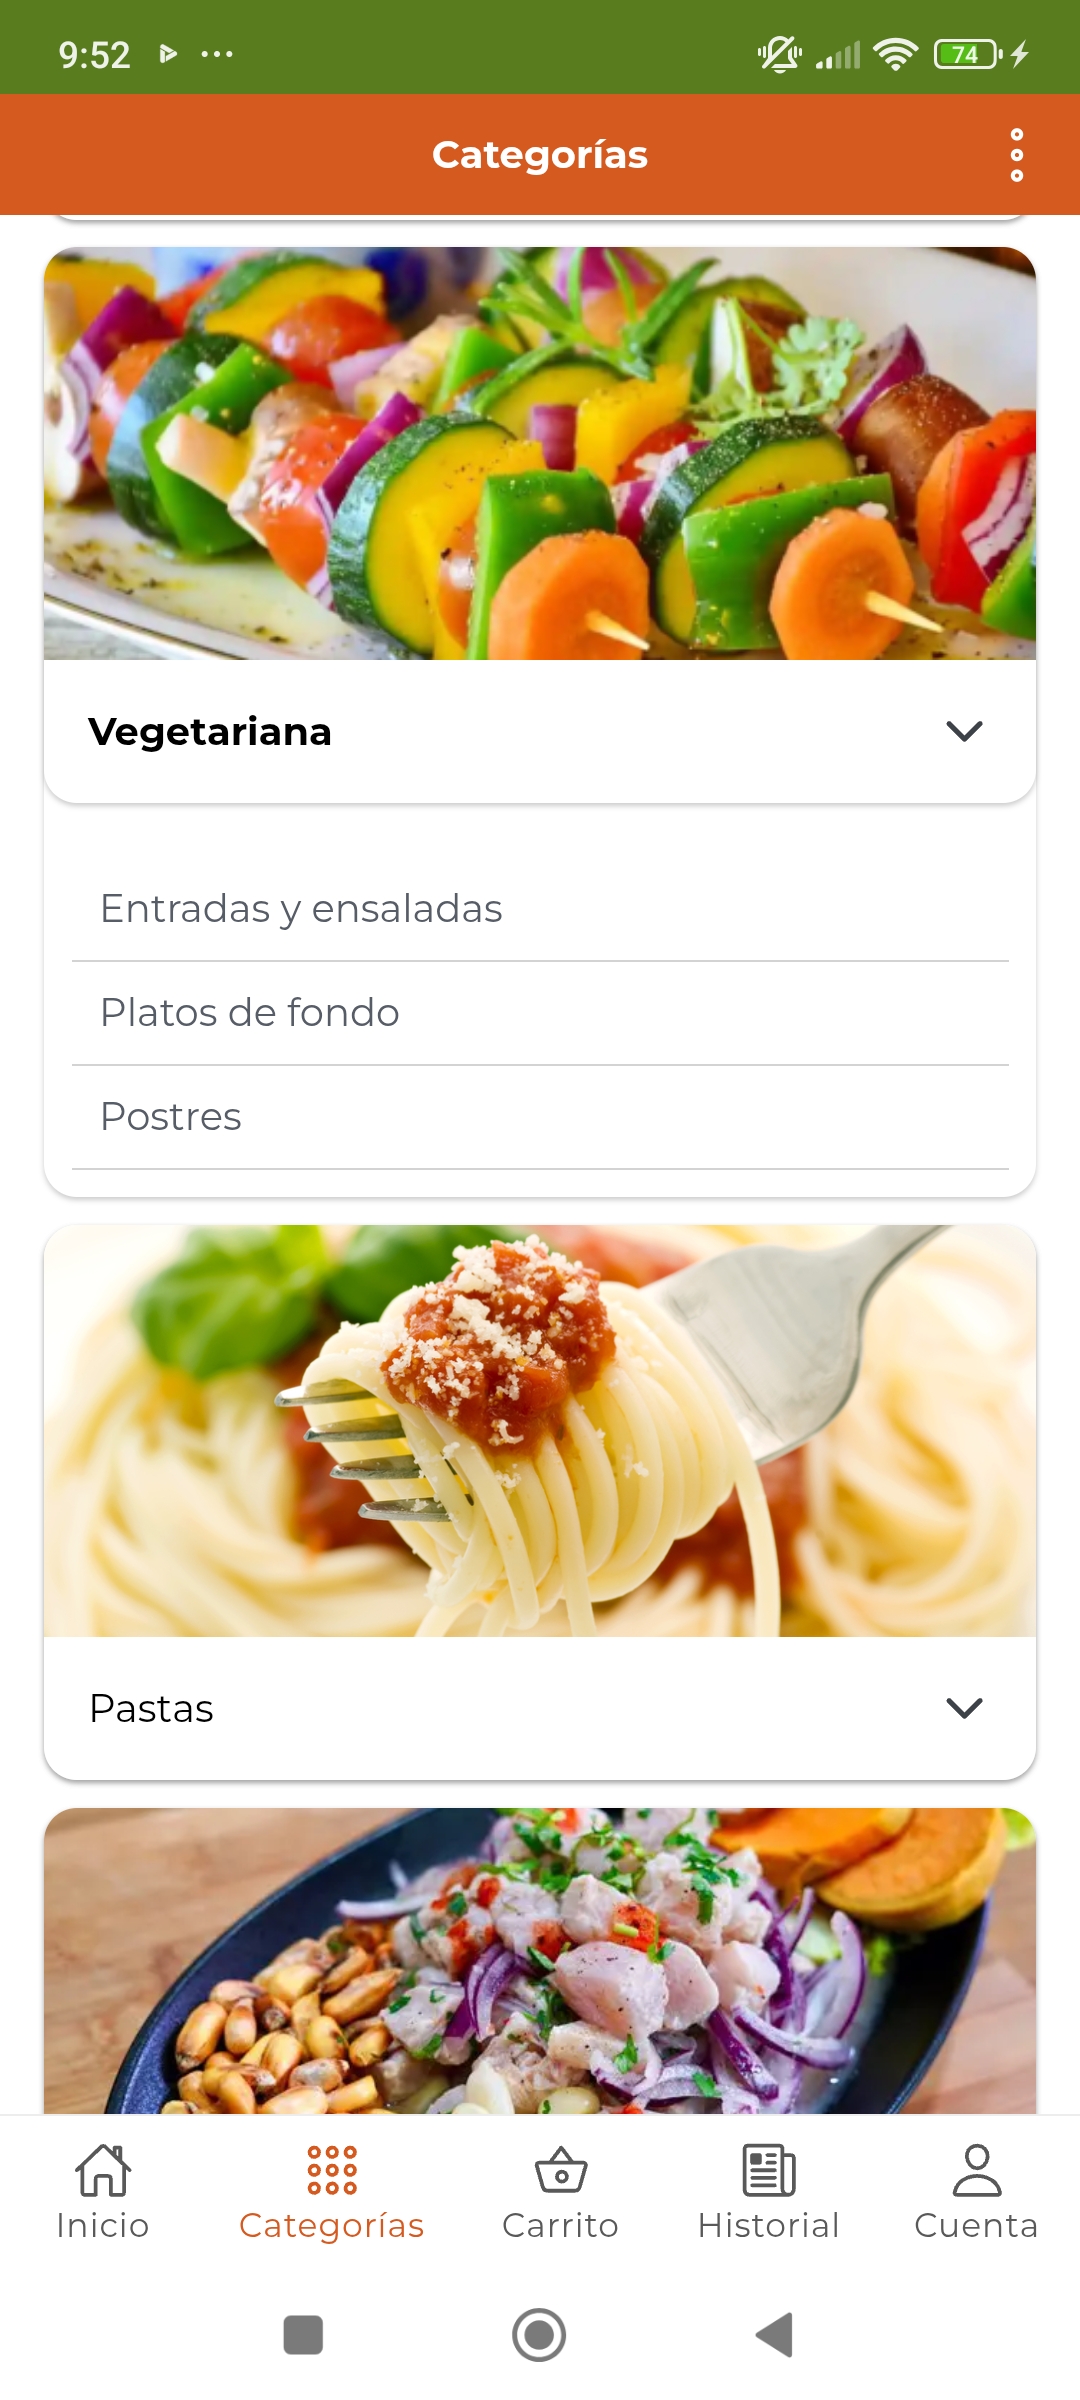 9:52
74
Categorías
Vegetariana
Entradas y ensaladas
Platos de fondo
Postres
Pastas
Inicio
Categorías
Carrito
Historial
Cuenta